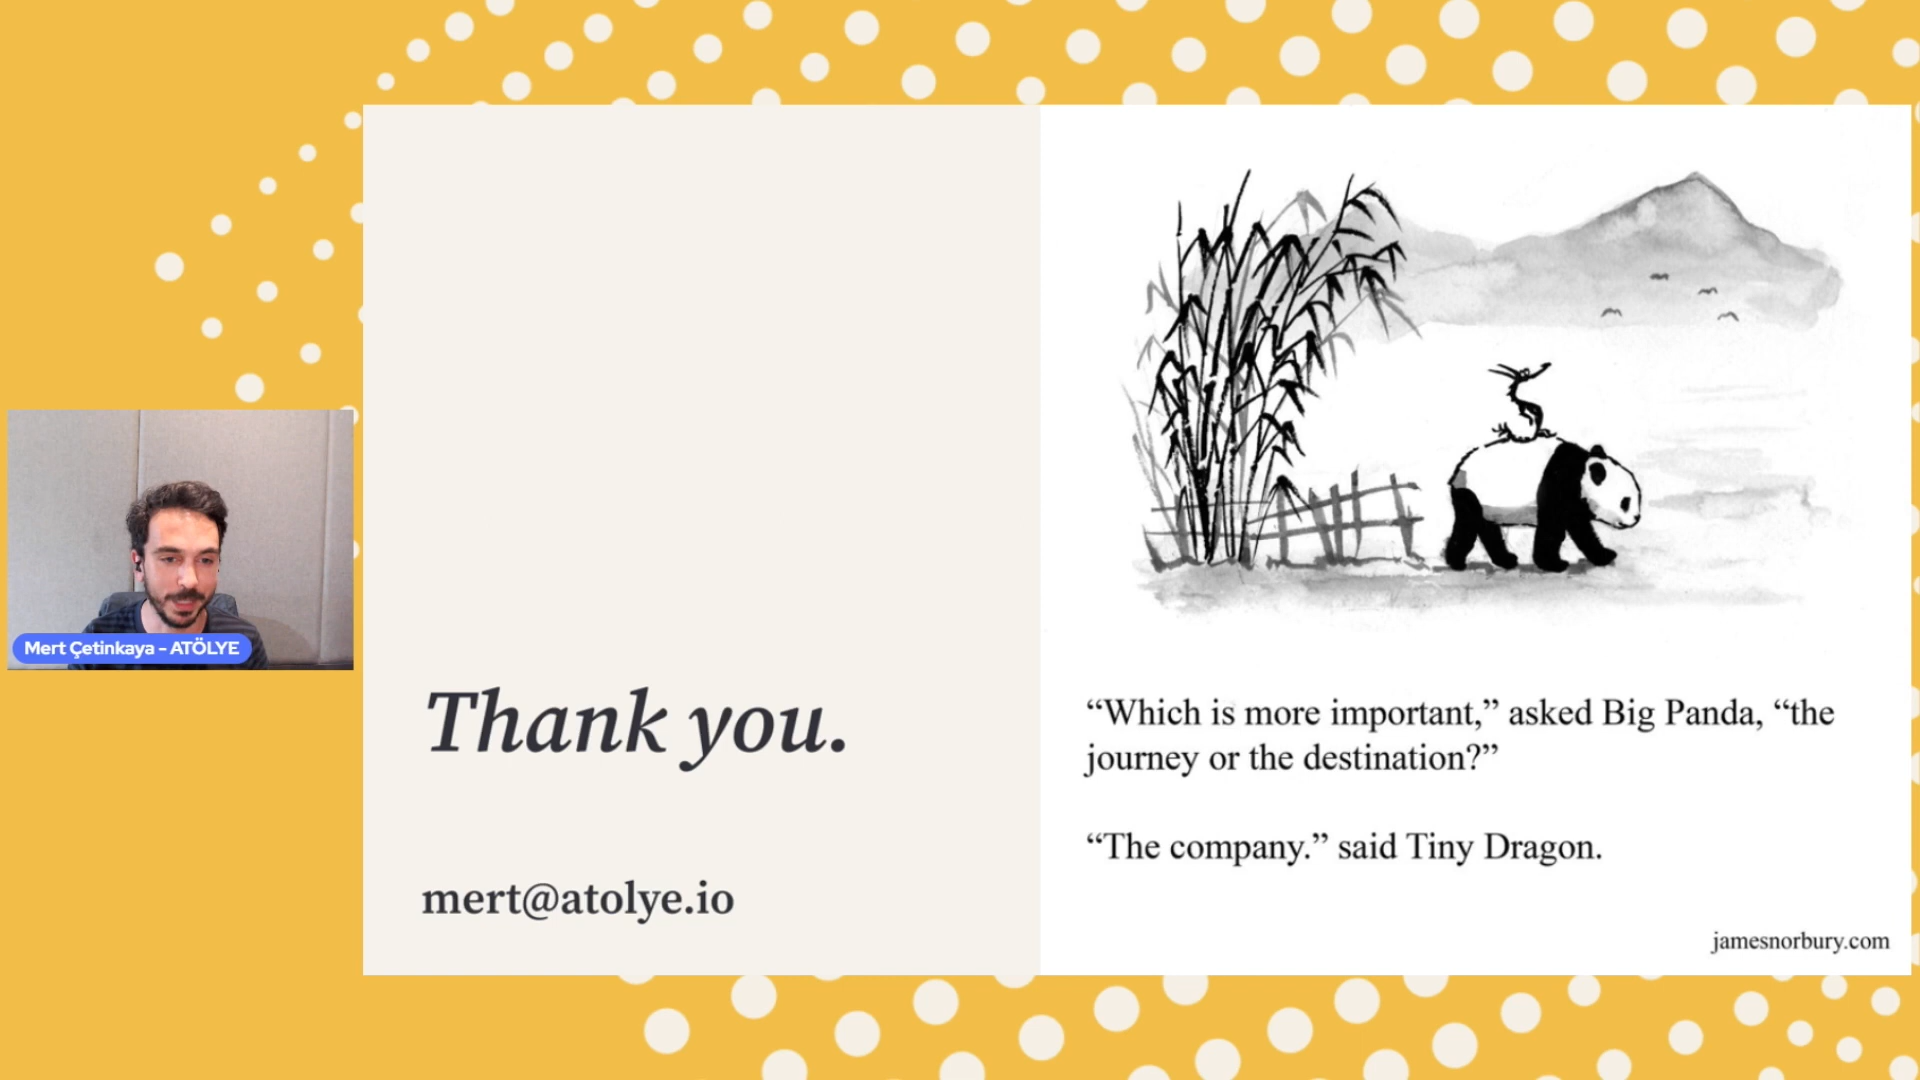 Mert Çetinkaya – ATÖLYE
Thank you.
mert@atolye.io
“Which is more important,” asked Big Panda, “the
journey or the destination?”
“The company.” said Tiny Dragon.
jamesnorbury.com